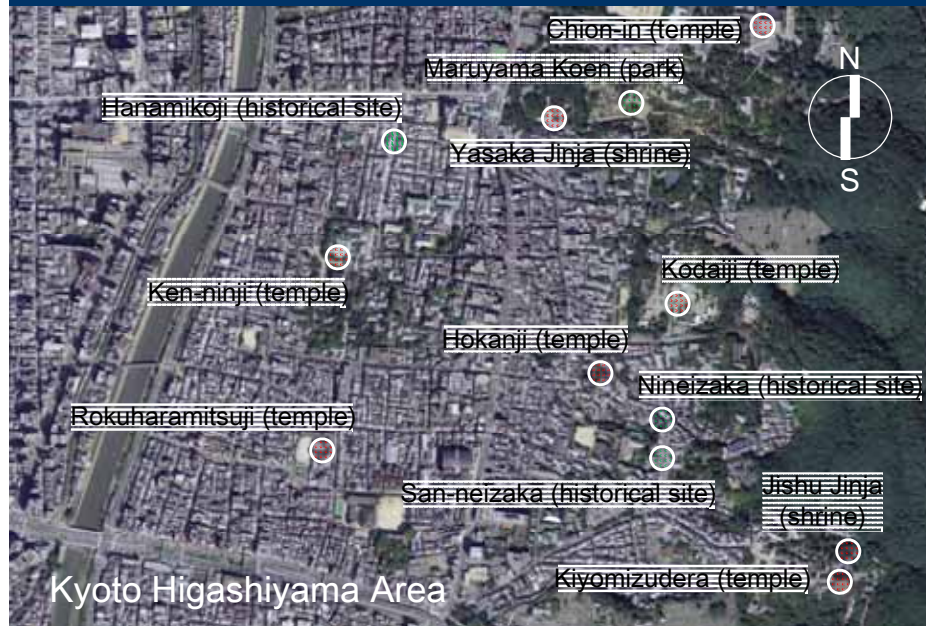 Chion-in (temple)
Maruyama Koen (park)
N
Hanamikoji (historical site)
Yasaka Jinja (shrine)
S
Kodaiji (temple)
Ken-ninji (temple)
Hokanji (temple)
Nineizaka (historical site)
Rokuharamitsuji (temple)
San-neizaka (historical site)
Jishu Jinja
(shrine)
Kiyomizudera (temple)
Kyoto Higashiyama Area